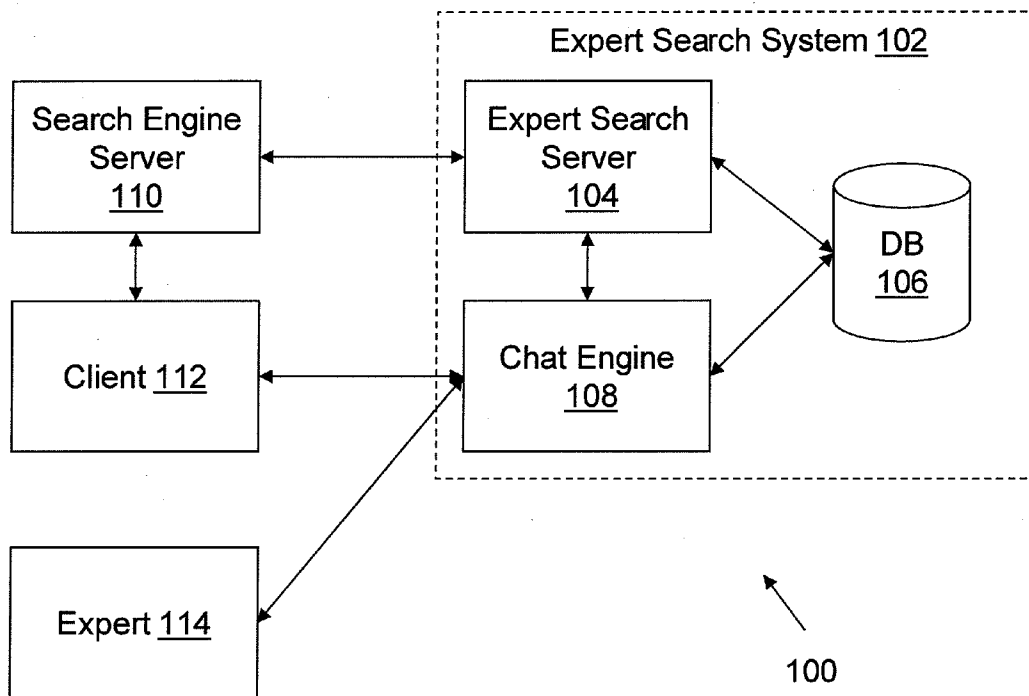 Expert Search System 102
Search Engine
Server
110
Expert Search
Server
104
DB
106
Client 112
Chat Engine
108
Expert 114
100